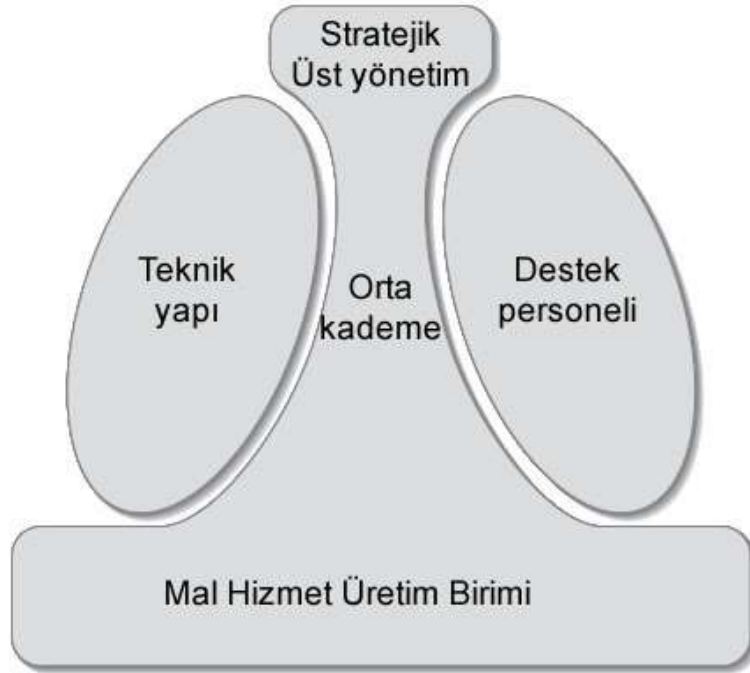 Stratejik
Üst yönetim
Teknik
yapı
Orta
kademe
Destek
personeli
Mal Hizmet Üretim Birimi